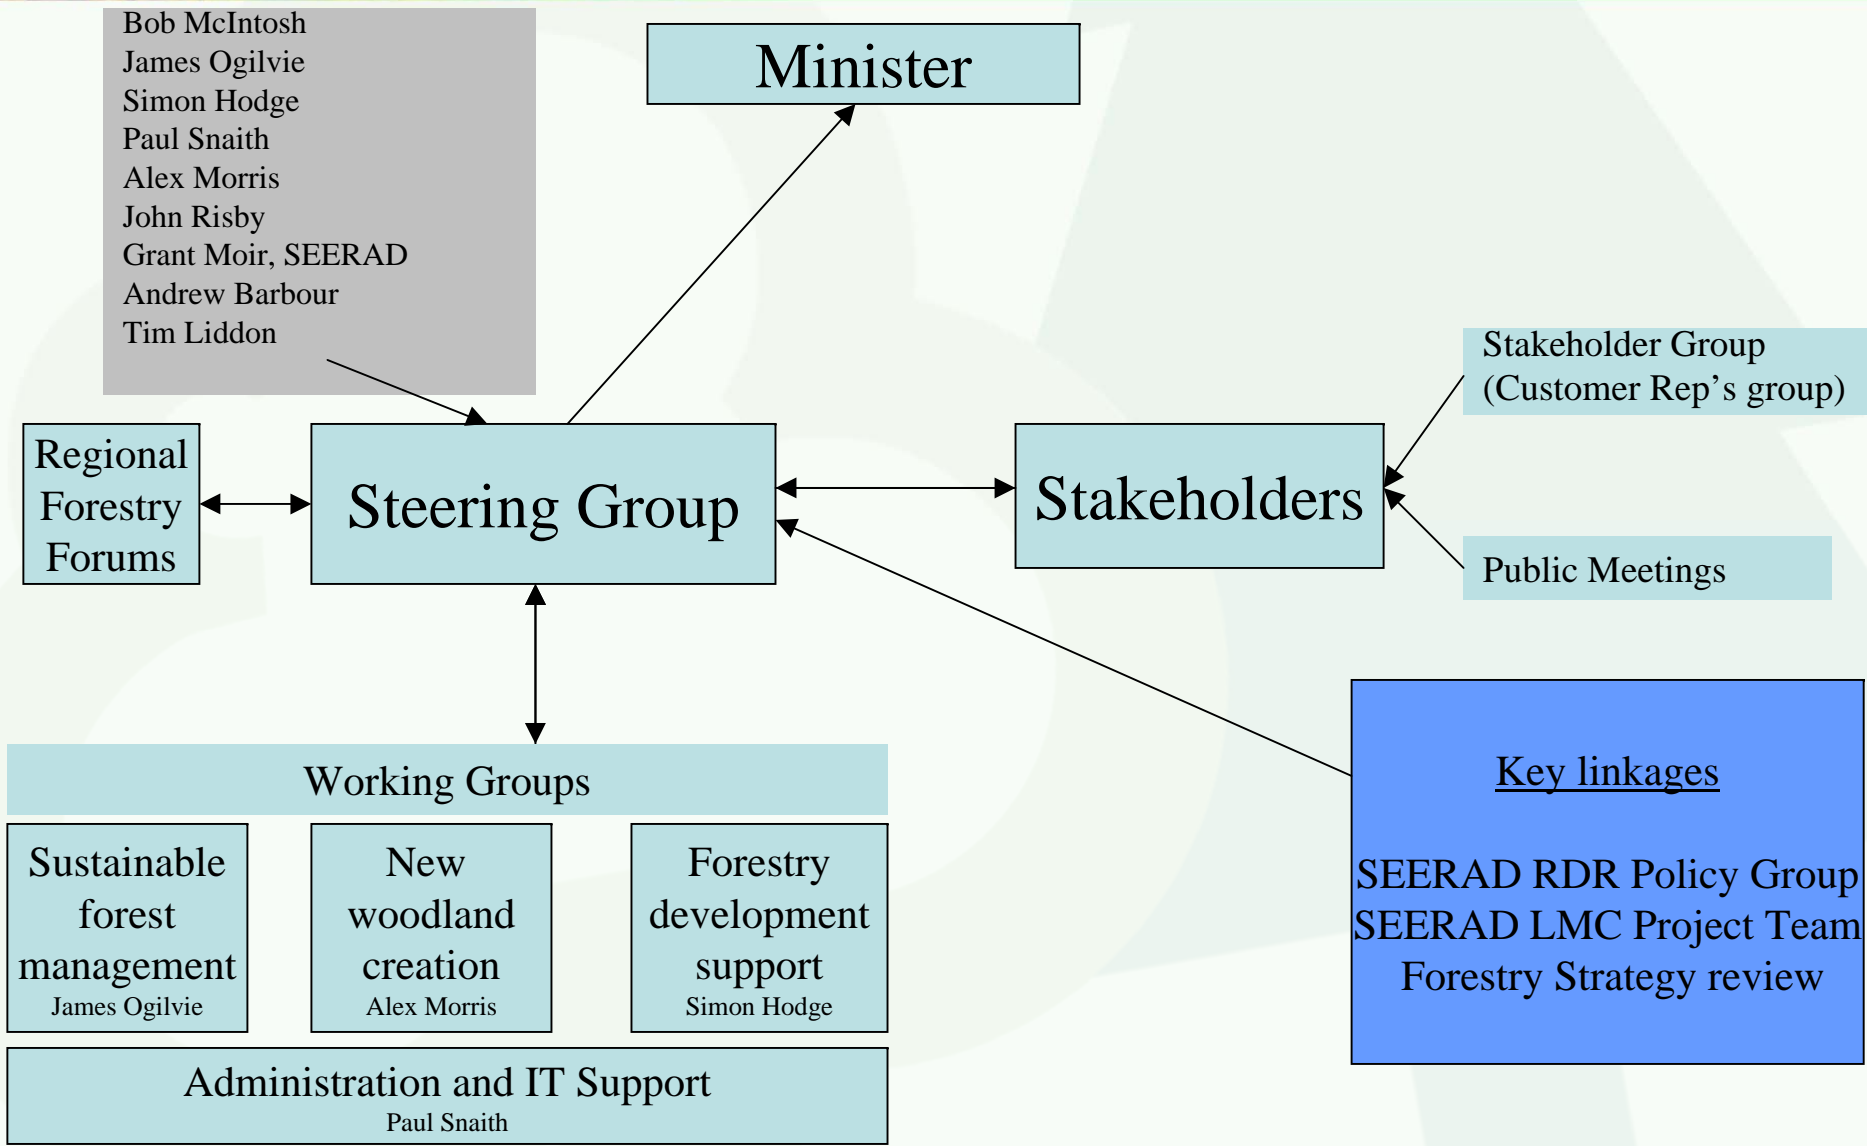 Bob McIntosh
James Ogilvie
Simon Hodge
Paul Snaith
Alex Morris
John Risby
Grant Moir, SEERAD
Andrew Barbour
Tim Liddon
Minister
Regional
Forestry
Forums
Steering Group
Stakeholders
Stakeholder Group
(Customer Rep’s group)
Public Meetings
Working Groups
Sustainable
forest
management
James Ogilvie
New
woodland
creation
Alex Morris
Forestry
development
support
Simon Hodge
Administration and IT Support
Paul Snaith
Key linkages
SEERAD RDR Policy Group
SEERAD LMC Project Team
Forestry Strategy review